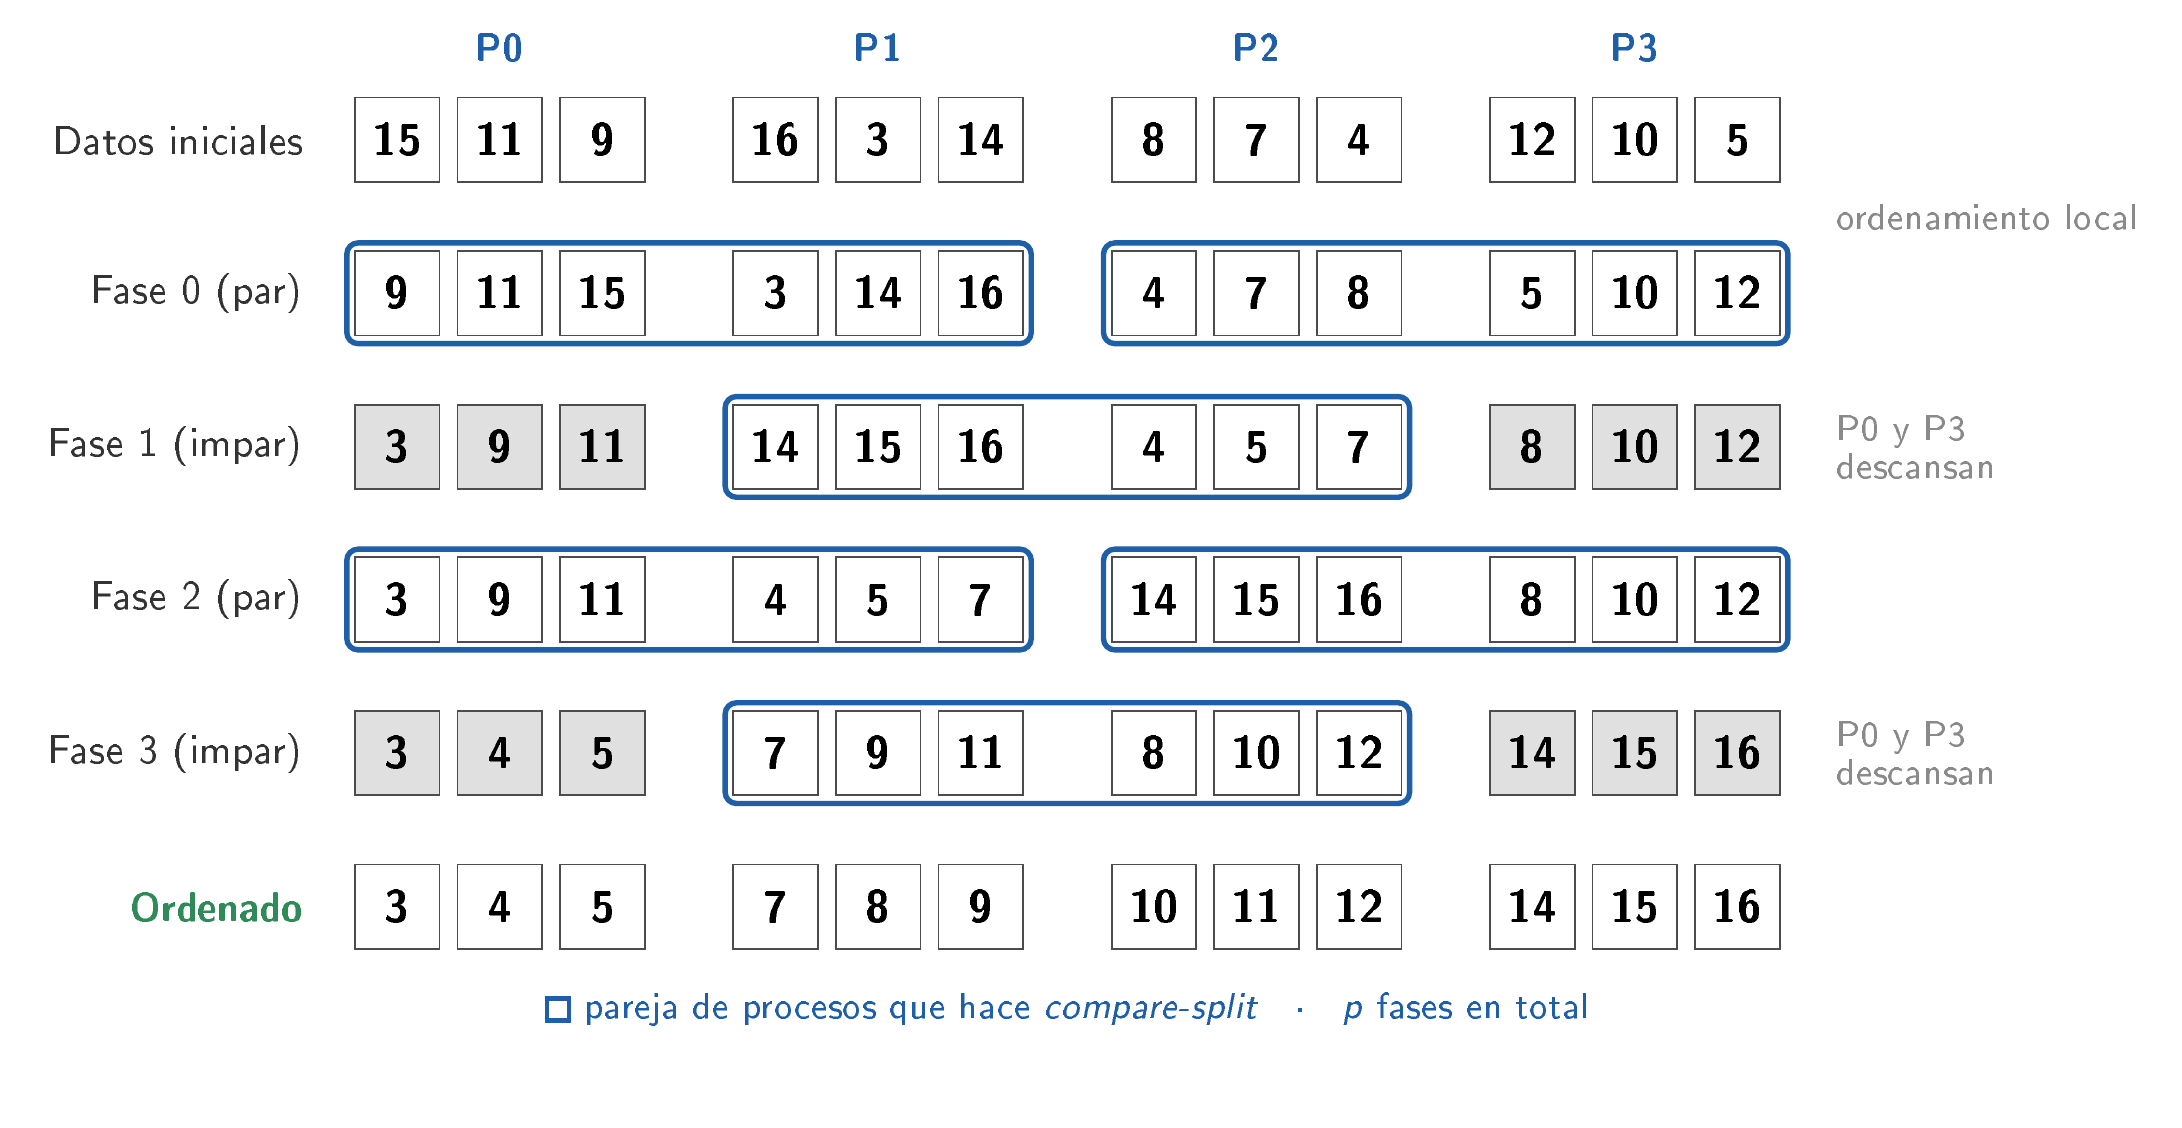 P0 P1 P2 P3
Datos iniciales 15 11 9 16 3 14 8 7 4 12 10 5
ordenamiento local
Fase 0 (par) 9 11 15 3 14 16 4 7 8 5 10 12
Fase 1 (impar) 3 9 11 14 15 16 4 5 7 8 10 12 P0 y P3
descansan
Fase 2 (par) 3 9 11 4 5 7 14 15 16 8 10 12
Fase 3 (impar) 3 4 5 7 9 11 8 10 12 14 15 16 P0 y P3
descansan
Ordenado 3 4 5 7 8 9 10 11 12 14 15 16
pareja de procesos que hace compare-split · p fases en total